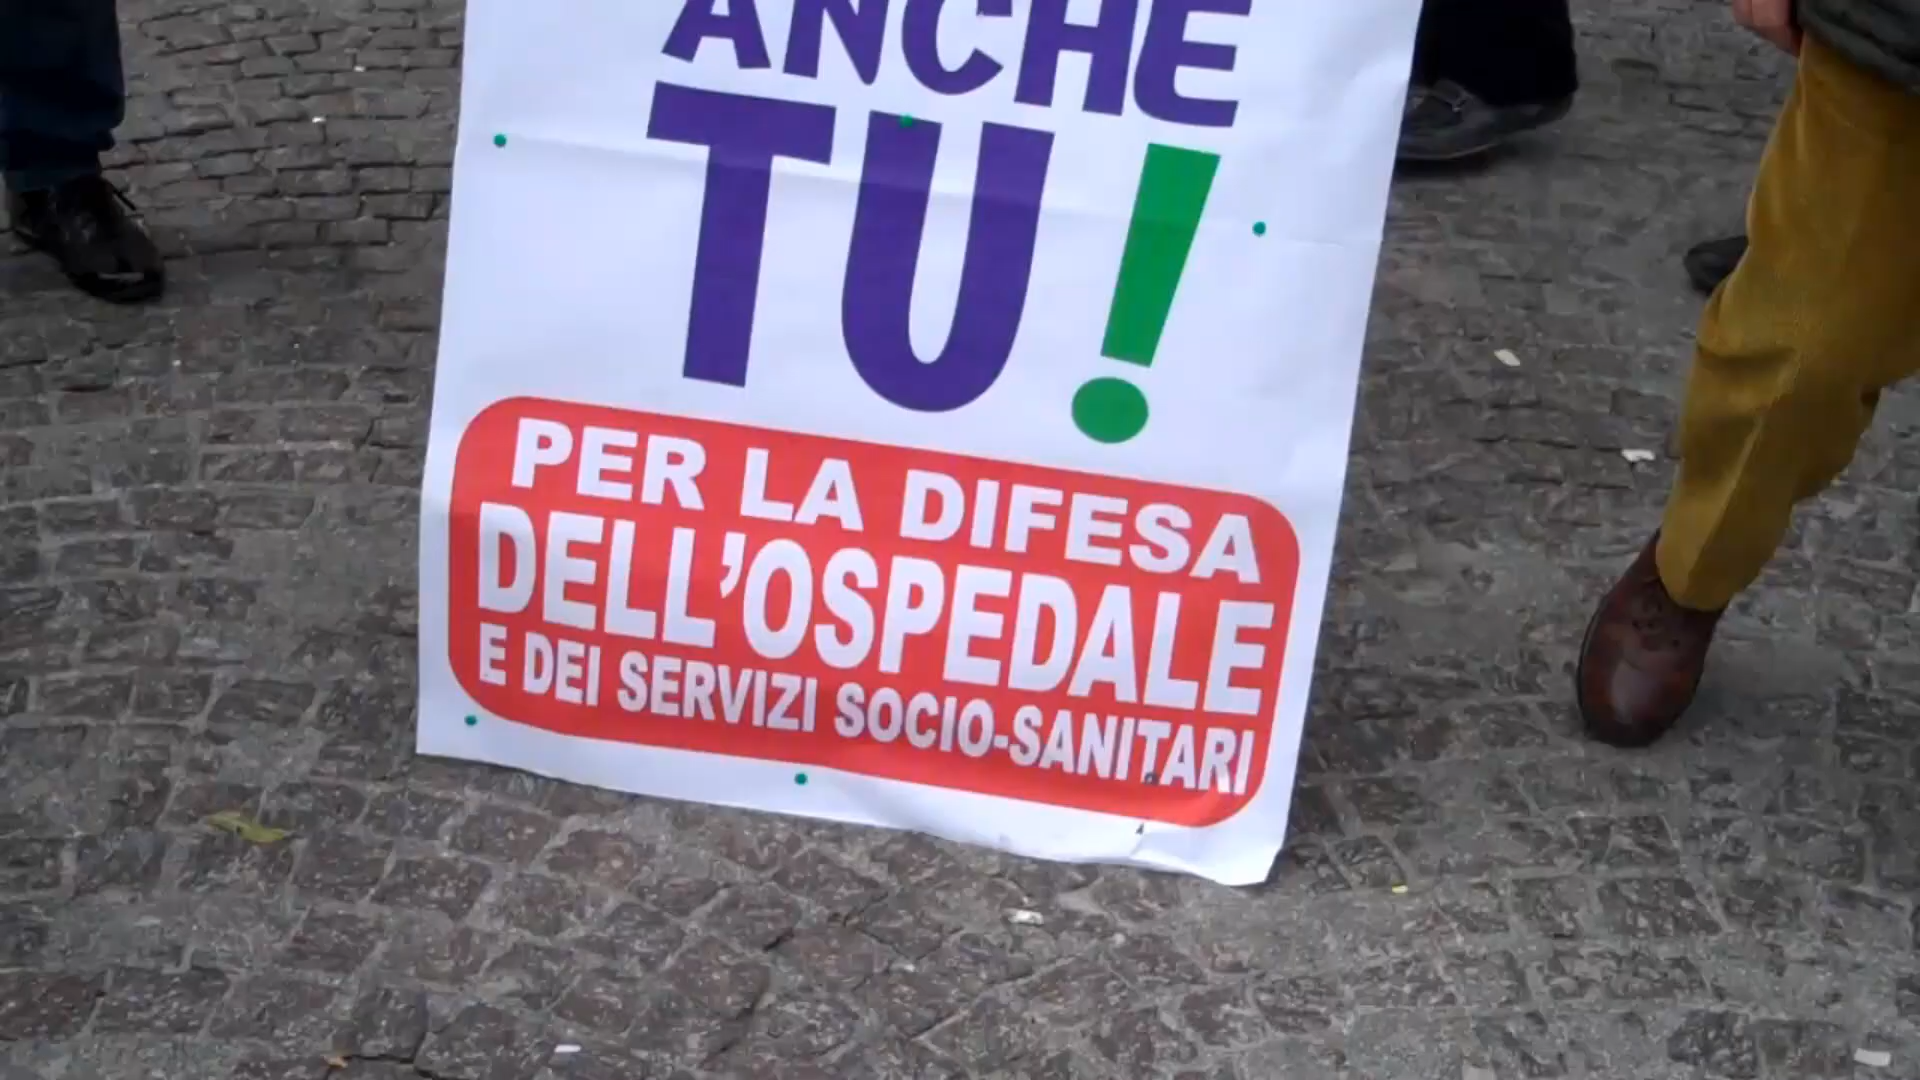 ANCHE
TU!
PER LA DIFESA
DELL'OSPEDALE
E DEI SERVIZI SOCIO-SANITARI